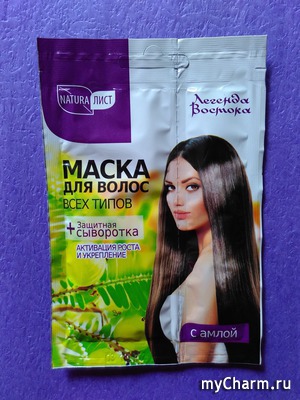 NATURA ЛИСТ
Легенда
Востока
МАСКА
ДЛЯ ВОЛОС
ВСЕХ ТИПОВ
+ Защитная
СЫВОРОТКА
АКТИВАЦИЯ РОСТА
И УКРЕПЛЕНИЕ
с амлой
myCharm.ru